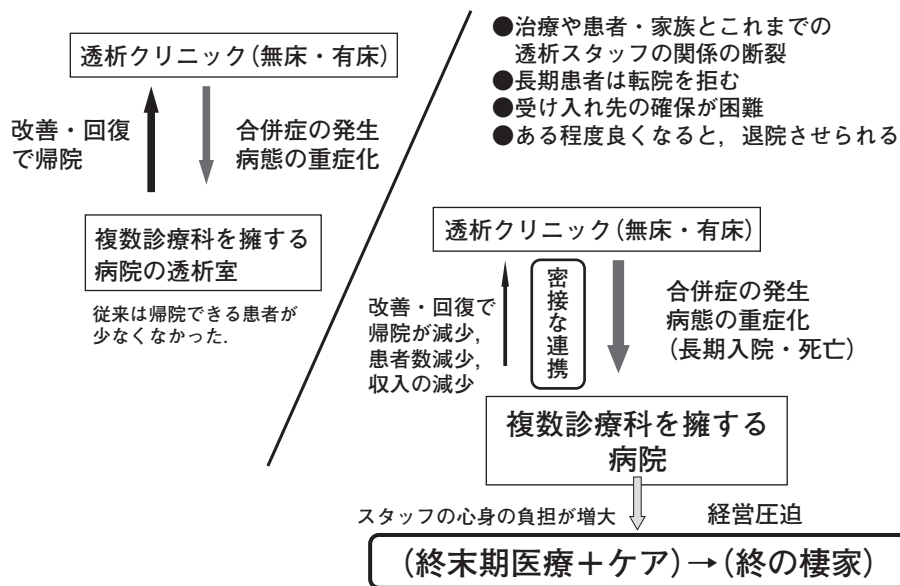 透析クリニック(無床・有床)
改善・回復
で帰院
合併症の発生
病態の重症化
複数診療科を擁する
病院の透析室
従来は帰院できる患者が
少なくなかった.
●治療や患者・家族とこれまでの
透析スタッフの関係の断裂
●長期患者は転院を拒む
●受け入れ先の確保が困難
●ある程度良くなると，退院させられる
透析クリニック(無床・有床)
改善・回復で
帰院が減少,
患者数減少,
収入の減少
密接な連携
合併症の発生
病態の重症化
(長期入院・死亡)
複数診療科を擁する
病院
スタッフの心身の負担が増大
経営圧迫
(終末期医療＋ケア)→(終の棲家)